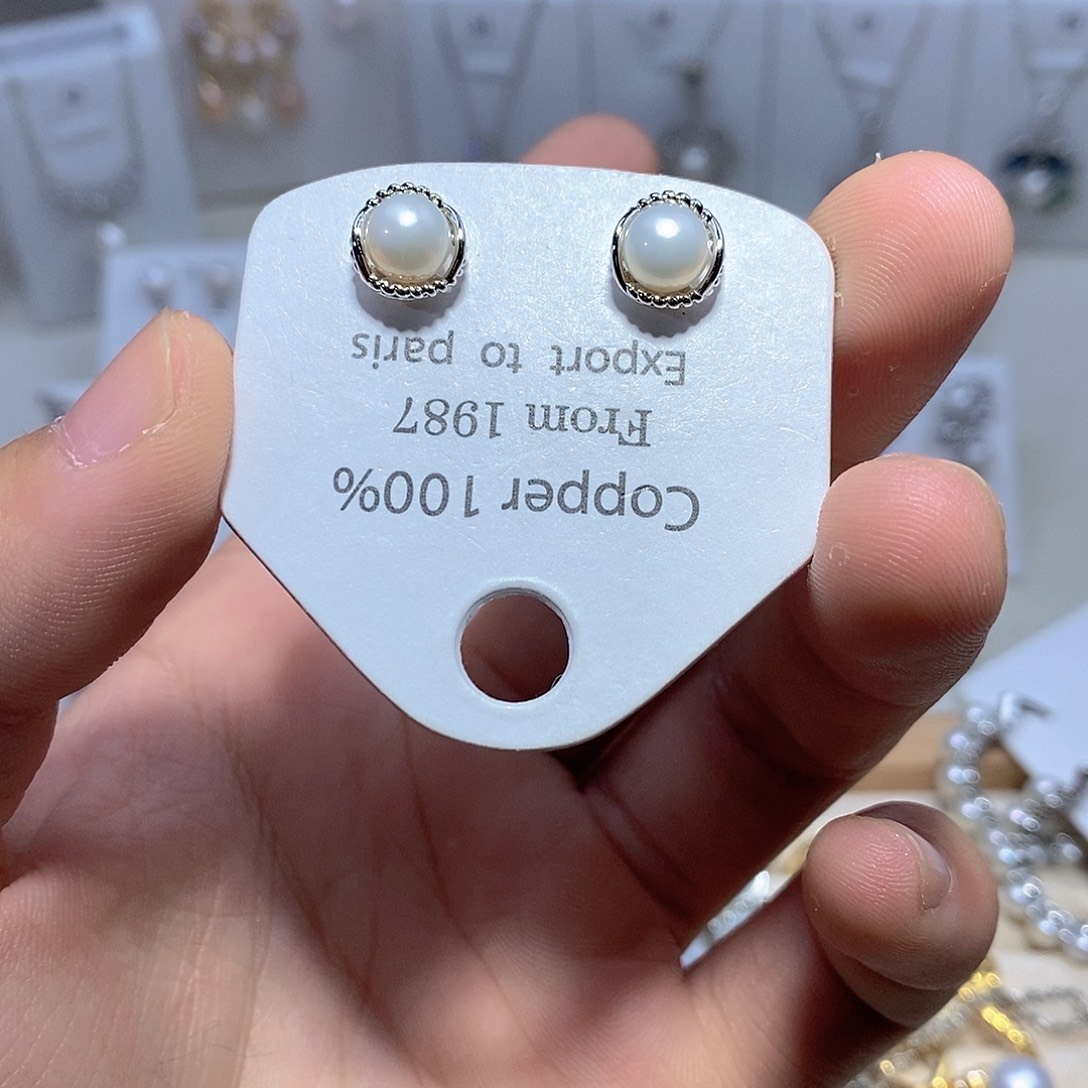 Copper 100%
From 1987
Export to paris